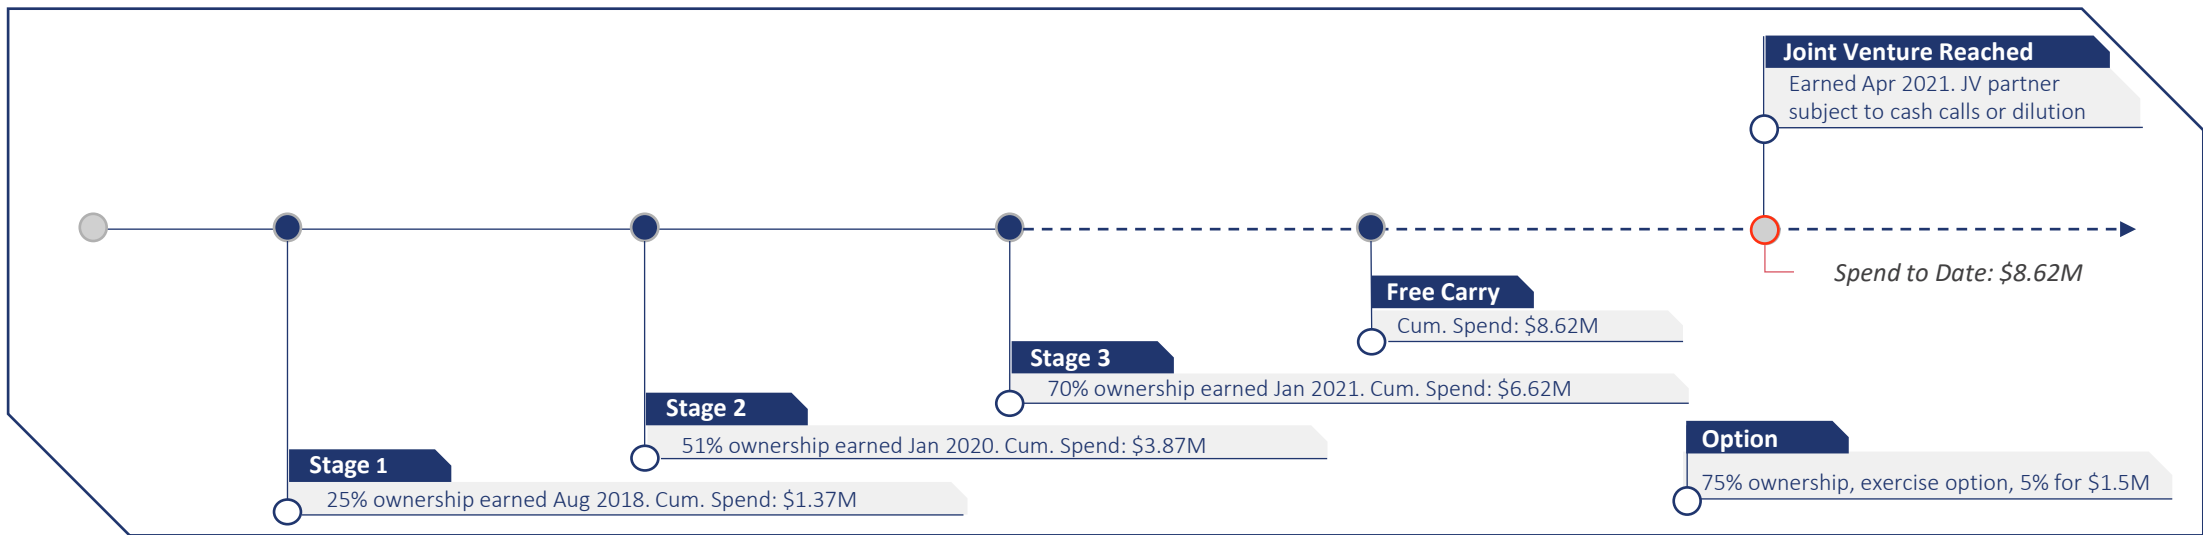 Joint Venture Reached
Earned Apr 2021. JV partner
subject to cash calls or dilution
Spend to Date: $8.62M
Free Carry
Cum. Spend: $8.62M
Stage 3
70% ownership earned Jan 2021. Cum. Spend: $6.62M
Stage 2
51% ownership earned Jan 2020. Cum. Spend: $3.87M
Option
75% ownership, exercise option, 5% for $1.5M
Stage 1
25% ownership earned Aug 2018. Cum. Spend: $1.37M